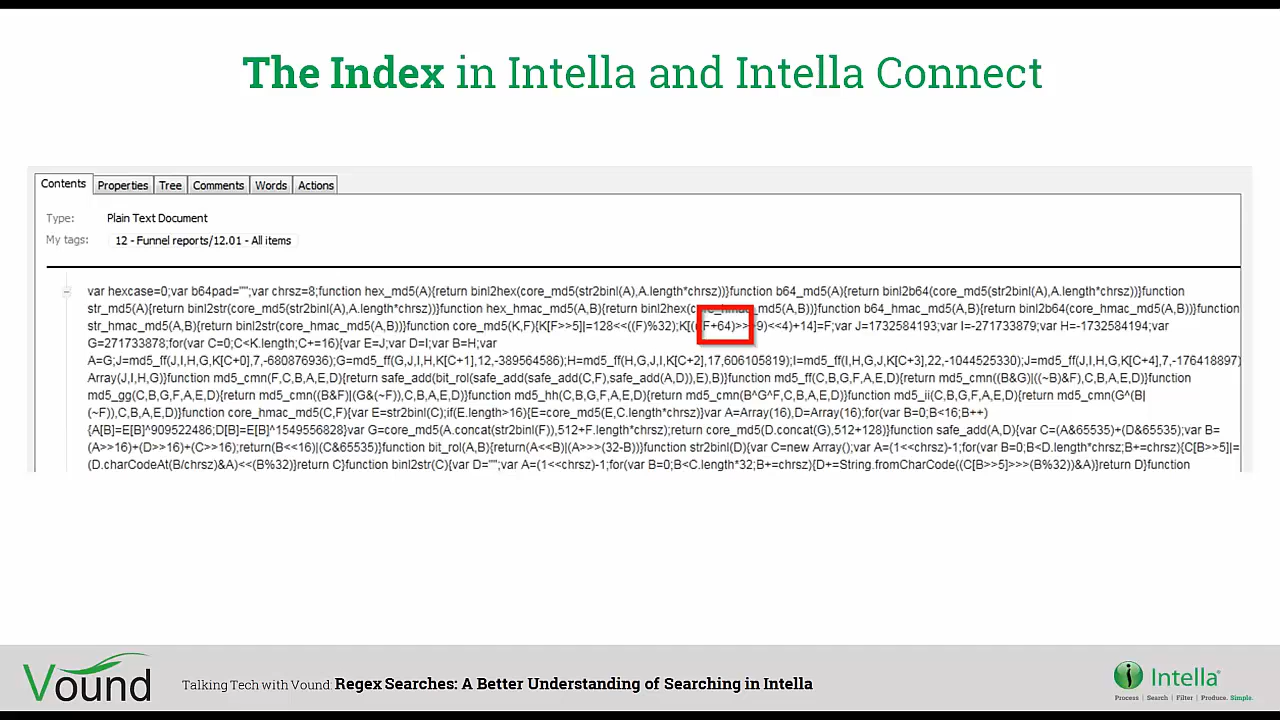 The Index in Intella and Intella Connect
Contents Properties Tree Comments Words Actions
Type: Plain Text Document
My tags: 12 - Funnel reports/12.01 - All items
var hexcase=0;var b64pad="";var chrsz=8;function hex_md5(A){return binl2hex(core_md5(str2binl(A),A.length*chrsz))}function b64_md5(A){return binl2b64(core_md5(str2binl(A),A.length*chrsz))}function
str_md5(A){return binl2str(core_md5(str2binl(A),A.length*chrsz))}function hex_hmac_md5(A,B){return binl2hex(core_hmac_md5(A,B))}function b64_hmac_md5(A,B){return binl2b64(core_hmac_md5(A,B))}function
str_hmac_md5(A,B){return binl2str(core_hmac_md5(A,B))}function core_md5(K,F){K[F>>5]|=128<<((F)%32);K[(((F+64)>>>9)<<4)+14]=F;var J=1732584193;var I=-271733879;var H=-1732584194;var
G=271733878;for(var C=0;C<K.length;C+=16){var E=J;var D=I;var B=H;var
A=G;J=md5_ff(J,I,H,G,K[C+0],7,-680876936);G=md5_ff(G,J,I,H,K[C+1],12,-389564586);H=md5_ff(H,G,J,I,K[C+2],17,606105819);I=md5_ff(I,H,G,J,K[C+3],22,-1044525330);J=md5_ff(J,I,H,G,K[C+4],7,-176418897)
Array(J,I,H,G)}function md5_cmn(F,C,B,A,E,D){return safe_add(bit_rol(safe_add(safe_add(C,F),safe_add(A,D)),E),B)}function md5_ff(C,B,G,F,A,E,D){return md5_cmn((B&G)|((~B)&F),C,B,A,E,D)}function
md5_gg(C,B,G,F,A,E,D){return md5_cmn((B&F)|(G&(~F)),C,B,A,E,D)}function md5_hh(C,B,G,F,A,E,D){return md5_cmn(B^G^F,C,B,A,E,D)}function md5_ii(C,B,G,F,A,E,D){return md5_cmn(G^(B|
(~F)),C,B,A,E,D)}function core_hmac_md5(C,F){var E=str2binl(C);if(E.length>16){E=core_md5(E,C.length*chrsz)}var A=Array(16),D=Array(16);for(var B=0;B<16;B++)
{A[B]=E[B]^909522486;D[B]=E[B]^1549556828}var G=core_md5(A.concat(str2binl(F)),512+F.length*chrsz);return core_md5(D.concat(G),512+128)}function safe_add(A,D){var C=(A&65535)+(D&65535);var B=
(A>>16)+(D>>16)+(C>>16);return(B<<16)|(C&65535)}function bit_rol(A,B){return(A<<B)|(A>>>(32-B))}function str2binl(D){var C=new Array();var A=(1<<chrsz)-1;for(var B=0;B<D.length*chrsz;B+=chrsz){C[B>>5]|=
(D.charCodeAt(B/chrsz)&A)<<(B%32)}return C}function binl2str(C){var D="";var A=(1<<chrsz)-1;for(var B=0;B<C.length*32;B+=chrsz){D+=String.fromCharCode((C[B>>5]>>>(B%32))&A)}return D}function
Vound Talking Tech with Vound: Regex Searches: A Better Understanding of Searching in Intella
Intella®
Process | Search | Filter | Produce. Simple.